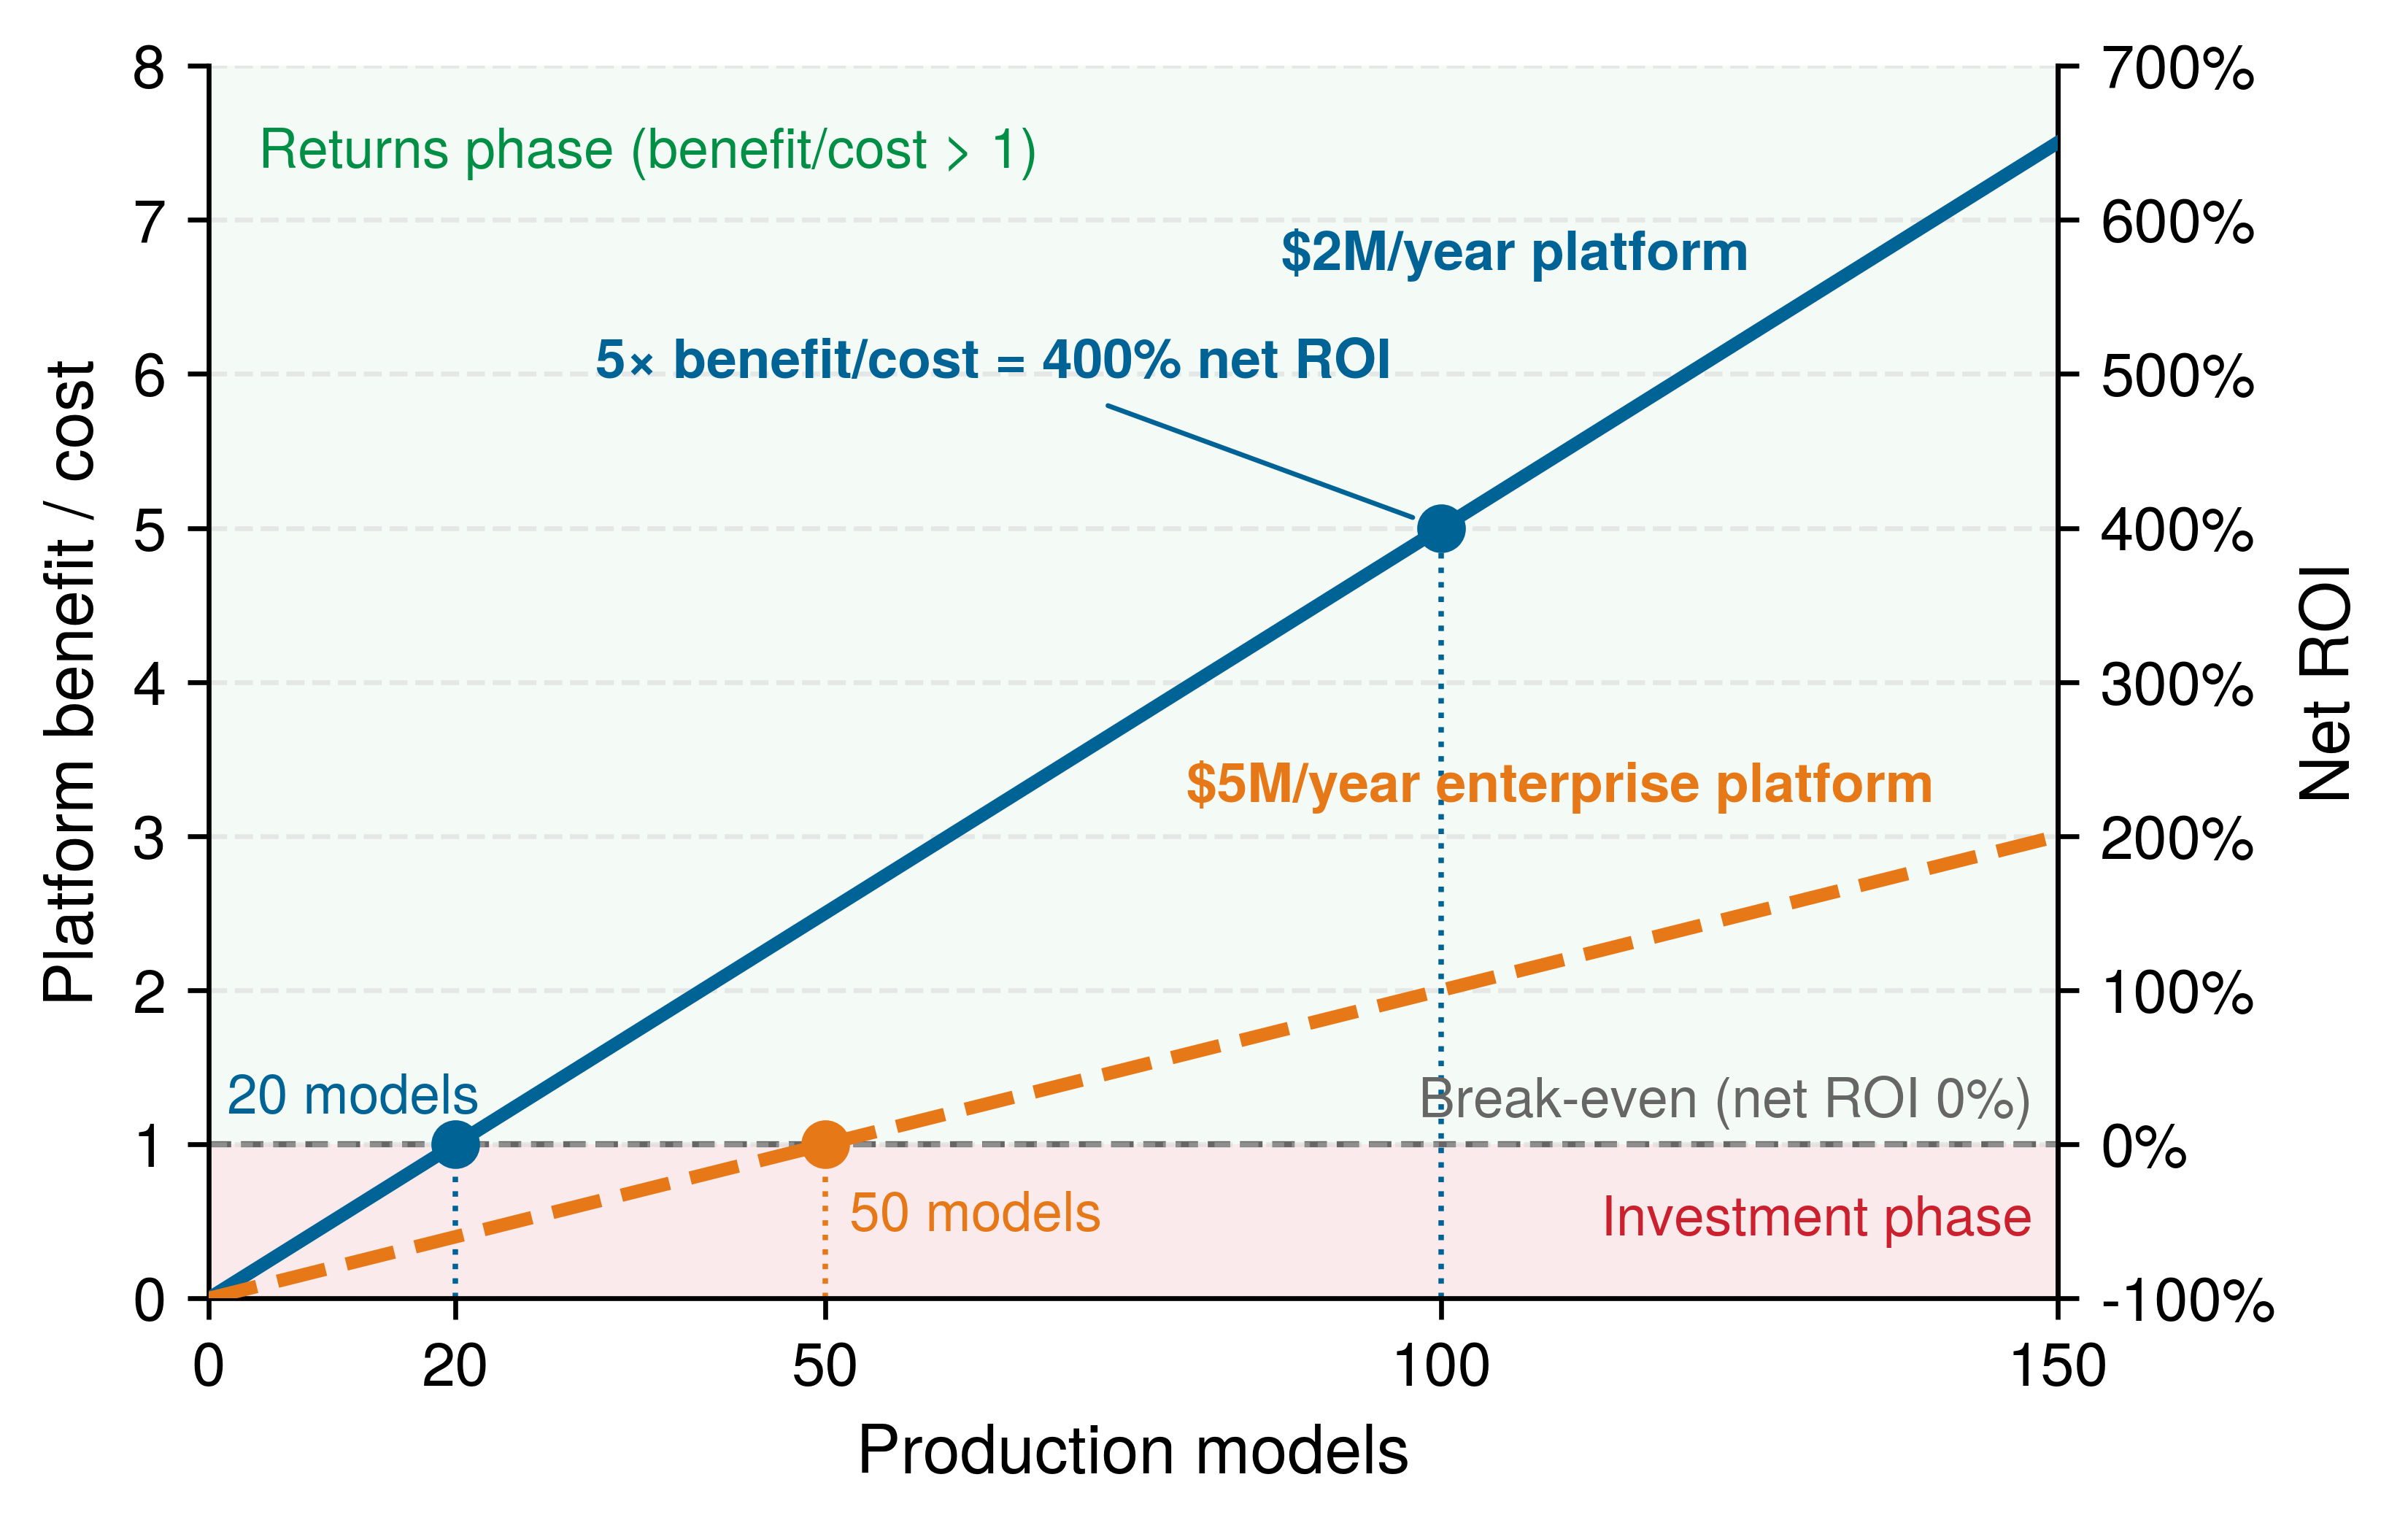 8
700%
Returns phase (benefit/cost > 1)
7
600%
$2M/year platform
5× benefit/cost = 400% net ROI
6
500%
5
400%
4
300%
$5M/year enterprise platform
3
200%
2
100%
20 models
Break-even (net ROI 0%)
1
0%
50 models
Investment phase
0
-100%
0
20
50
100
150
Production models
Platform benefit / cost
Net ROI